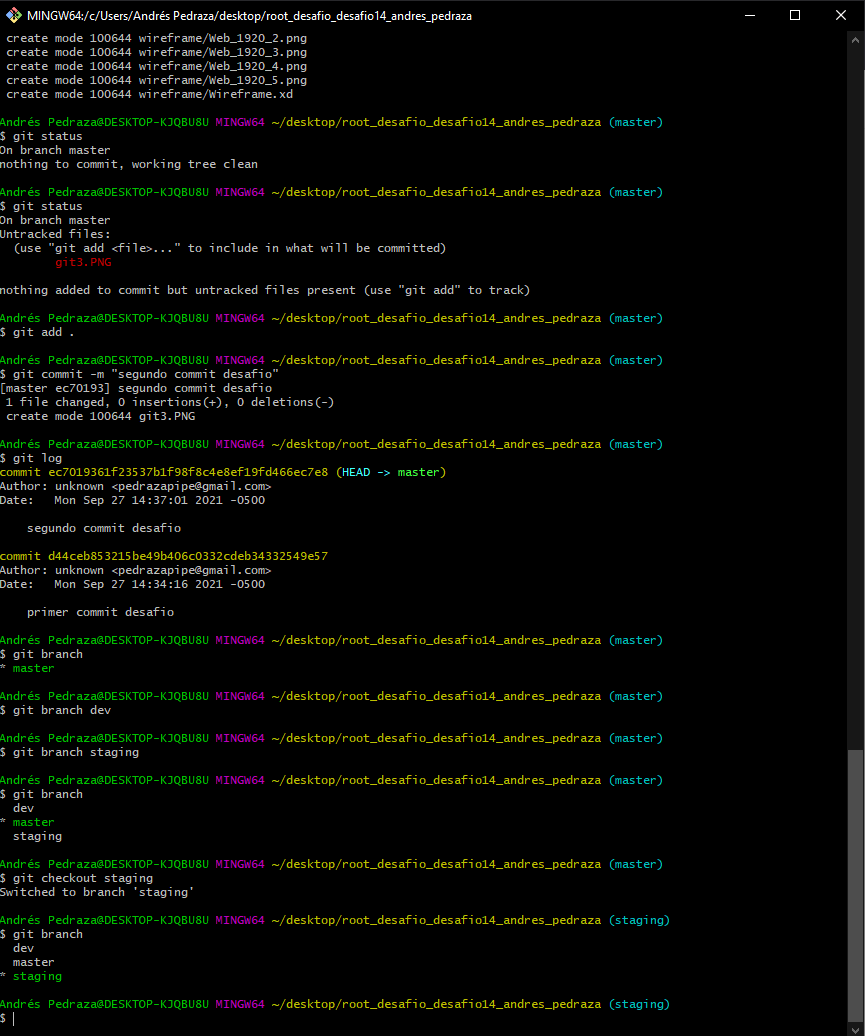 MINGW64:/c/Users/Andrés Pedraza/desktop/root_desafio_desafio14_andres_pedraza
create mode 100644 wireframe/Web_1920_2.png
create mode 100644 wireframe/Web_1920_3.png
create mode 100644 wireframe/Web_1920_4.png
create mode 100644 wireframe/Web_1920_5.png
create mode 100644 wireframe/Wireframe.xd
Andrés Pedraza@DESKTOP-KJQBU8U MINGW64 ~/desktop/root_desafio_desafio14_andres_pedraza (master)
$ git status
On branch master
nothing to commit, working tree clean
Andrés Pedraza@DESKTOP-KJQBU8U MINGW64 ~/desktop/root_desafio_desafio14_andres_pedraza (master)
$ git status
On branch master
Untracked files:
(use "git add <file>..." to include in what will be committed)
git3.PNG
nothing added to commit but untracked files present (use "git add" to track)
Andrés Pedraza@DESKTOP-KJQBU8U MINGW64 ~/desktop/root_desafio_desafio14_andres_pedraza (master)
$ git add .
Andrés Pedraza@DESKTOP-KJQBU8U MINGW64 ~/desktop/root_desafio_desafio14_andres_pedraza (master)
$ git commit -m "segundo commit desafio"
[master ec70193] segundo commit desafio
1 file changed, 0 insertions(+), 0 deletions(-)
create mode 100644 git3.PNG
Andrés Pedraza@DESKTOP-KJQBU8U MINGW64 ~/desktop/root_desafio_desafio14_andres_pedraza (master)
$ git log
commit ec7019361f23537b1f98f8c4e8ef19fd466ec7e8 (HEAD -> master)
Author: unknown <pedrazapipe@gmail.com>
Date:   Mon Sep 27 14:37:01 2021 -0500
segundo commit desafio
commit d44ceb853215be49b406c0332cdeb34332549e57
Author: unknown <pedrazapipe@gmail.com>
Date:   Mon Sep 27 14:34:16 2021 -0500
primer commit desafio
Andrés Pedraza@DESKTOP-KJQBU8U MINGW64 ~/desktop/root_desafio_desafio14_andres_pedraza (master)
$ git branch
* master
Andrés Pedraza@DESKTOP-KJQBU8U MINGW64 ~/desktop/root_desafio_desafio14_andres_pedraza (master)
$ git branch dev
Andrés Pedraza@DESKTOP-KJQBU8U MINGW64 ~/desktop/root_desafio_desafio14_andres_pedraza (master)
$ git branch staging
Andrés Pedraza@DESKTOP-KJQBU8U MINGW64 ~/desktop/root_desafio_desafio14_andres_pedraza (master)
$ git branch
dev
* master
staging
Andrés Pedraza@DESKTOP-KJQBU8U MINGW64 ~/desktop/root_desafio_desafio14_andres_pedraza (master)
$ git checkout staging
Switched to branch 'staging'
Andrés Pedraza@DESKTOP-KJQBU8U MINGW64 ~/desktop/root_desafio_desafio14_andres_pedraza (staging)
$ git branch
dev
master
* staging
Andrés Pedraza@DESKTOP-KJQBU8U MINGW64 ~/desktop/root_desafio_desafio14_andres_pedraza (staging)
$